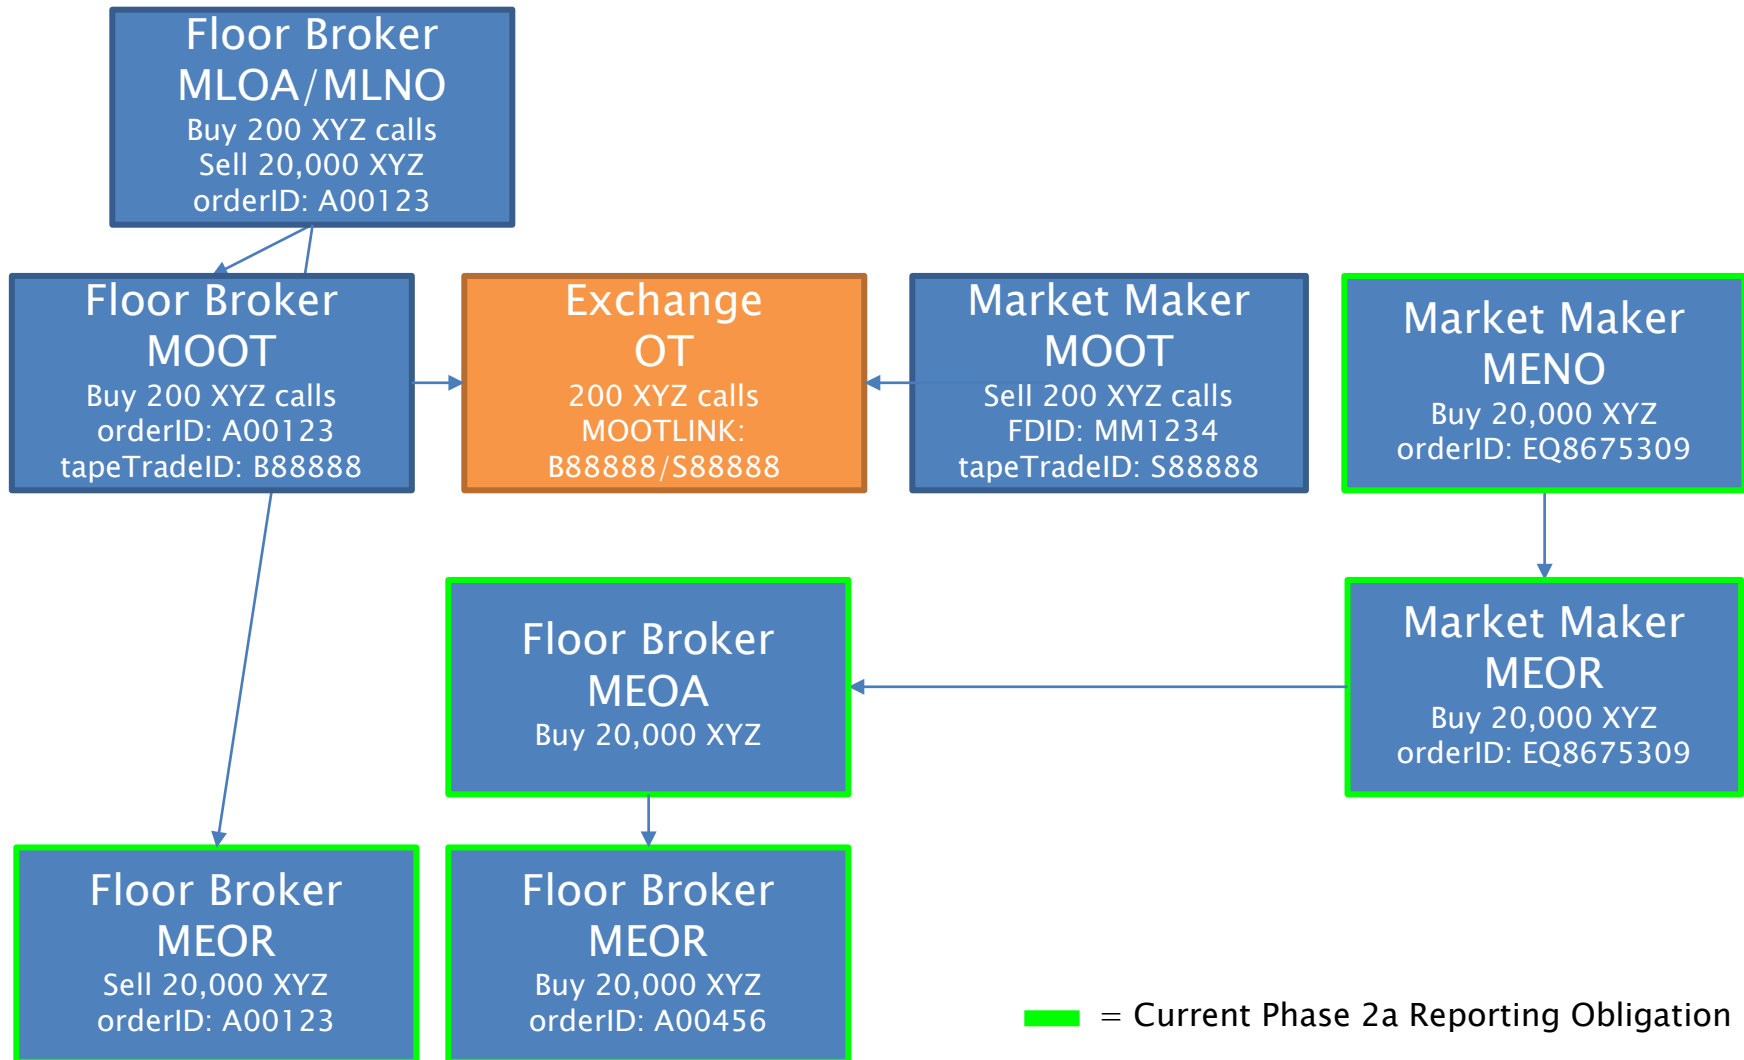 Floor Broker
MLOA/MLNO
Buy 200 XYZ calls
Sell 20,000 XYZ
orderID: A00123
Floor Broker
MOOT
Buy 200 XYZ calls
orderID: A00123
tapeTradeID: B88888
Exchange
OT
200 XYZ calls
MOOTLINK:
B88888/S88888
Market Maker
MOOT
Sell 200 XYZ calls
FDID: MM1234
tapeTradeID: S88888
Market Maker
MENO
Buy 20,000 XYZ
orderID: EQ8675309
Floor Broker
MEOA
Buy 20,000 XYZ
Market Maker
MEOR
Buy 20,000 XYZ
orderID: EQ8675309
Floor Broker
MEOR
Sell 20,000 XYZ
orderID: A00123
Floor Broker
MEOR
Buy 20,000 XYZ
orderID: A00456
= Current Phase 2a Reporting Obligation